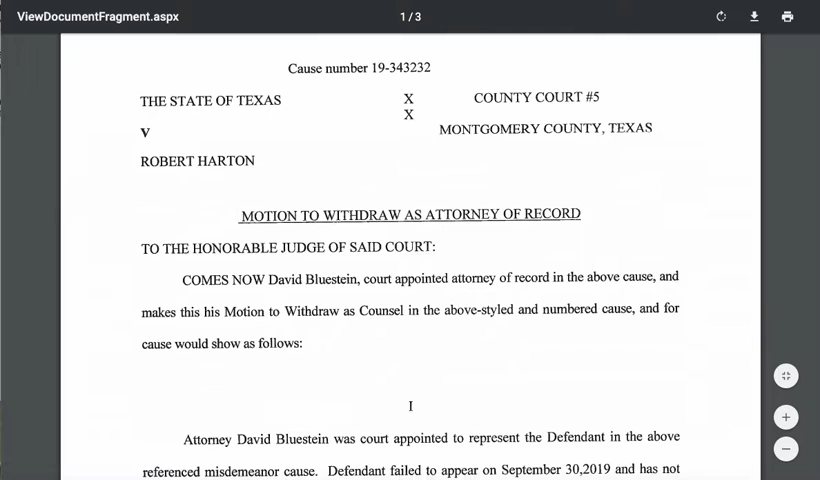 ViewDocumentFragment.aspx
1 / 3
Cause number 19-343232
THE STATE OF TEXAS X COUNTY COURT #5
X
V MONTGOMERY COUNTY, TEXAS
ROBERT HARTON
MOTION TO WITHDRAW AS ATTORNEY OF RECORD
TO THE HONORABLE JUDGE OF SAID COURT:
COMES NOW David Bluestein, court appointed attorney of record in the above cause, and
makes this his Motion to Withdraw as Counsel in the above-styled and numbered cause, and for
cause would show as follows:
I
Attorney David Bluestein was court appointed to represent the Defendant in the above
referenced misdemeanor cause. Defendant failed to appear on September 30,2019 and has not